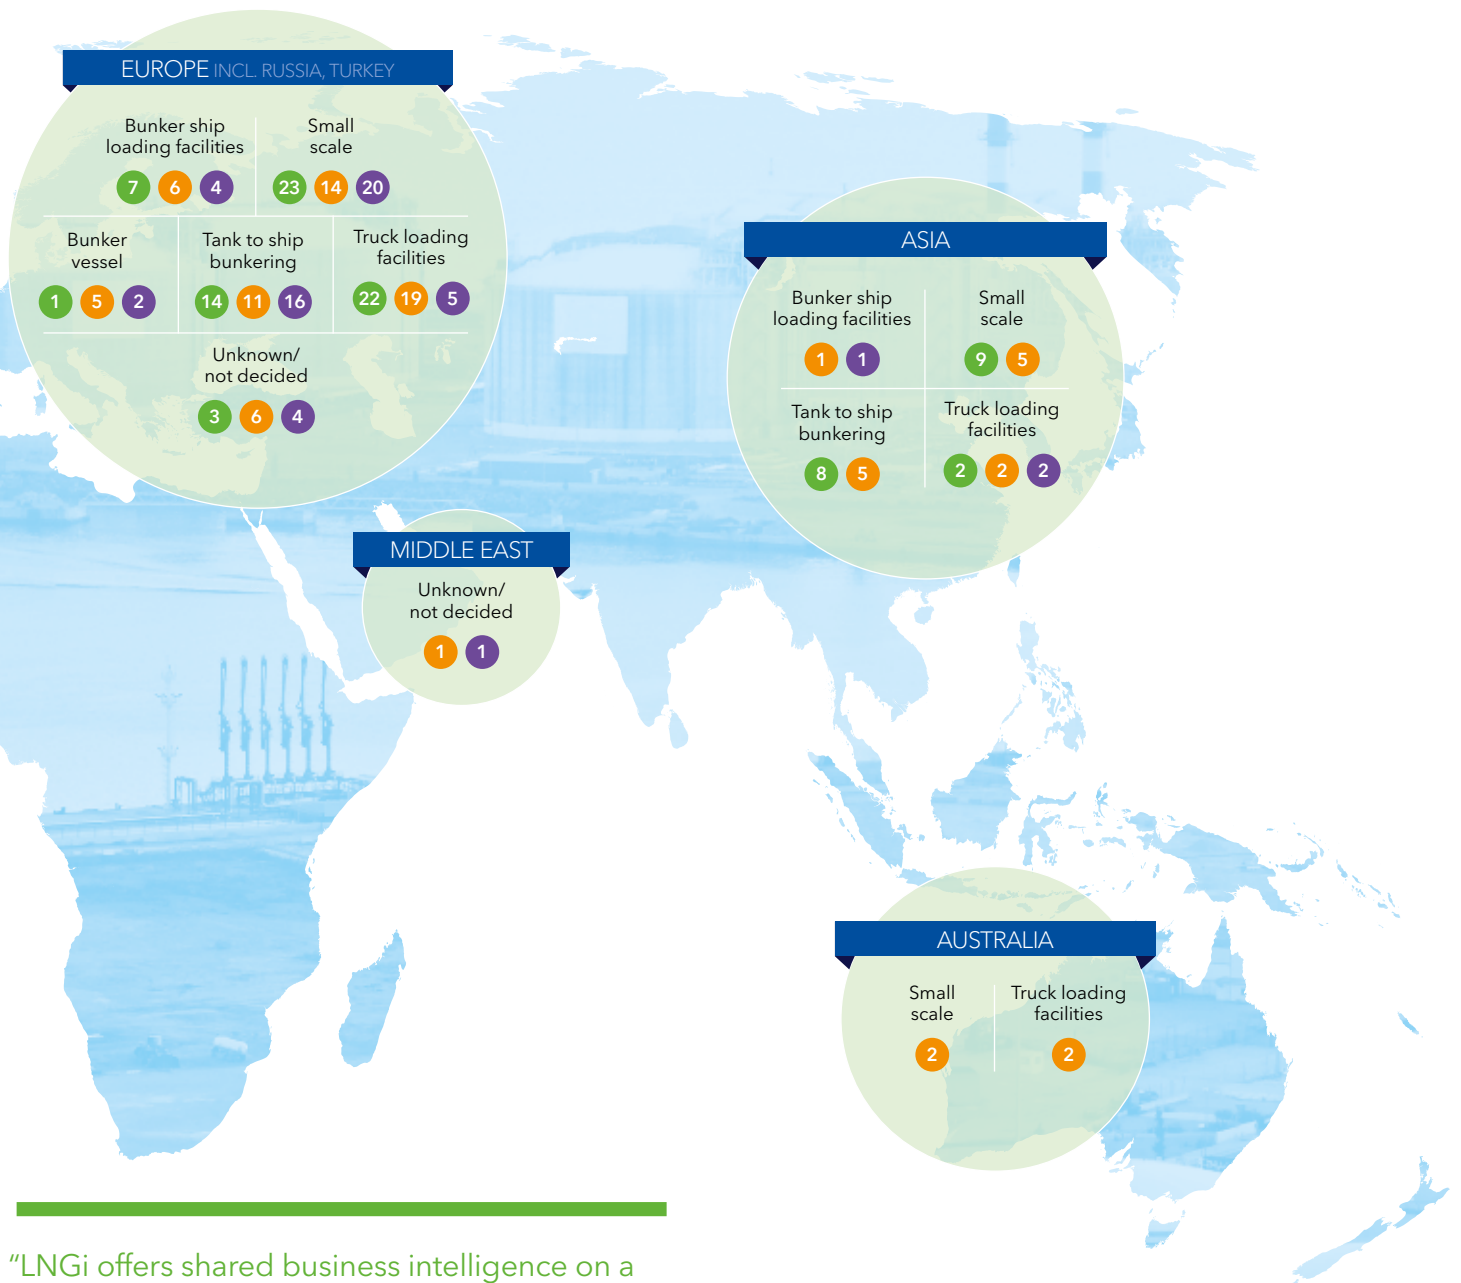 EUROPE INCL. RUSSIA, TURKEY
Bunker ship
loading facilities
7 6 4
Small
scale
23 14 20
Bunker
vessel
1 5 2
Tank to ship
bunkering
14 11 16
Truck loading
facilities
22 19 5
Unknown/
not decided
3 6 4
ASIA
Bunker ship
loading facilities
1 1
Small
scale
9 5
Tank to ship
bunkering
8 5
Truck loading
facilities
2 2 2
MIDDLE EAST
Unknown/
not decided
1 1
AUSTRALIA
Small
scale
2
Truck loading
facilities
2
“LNGi offers shared business intelligence on a